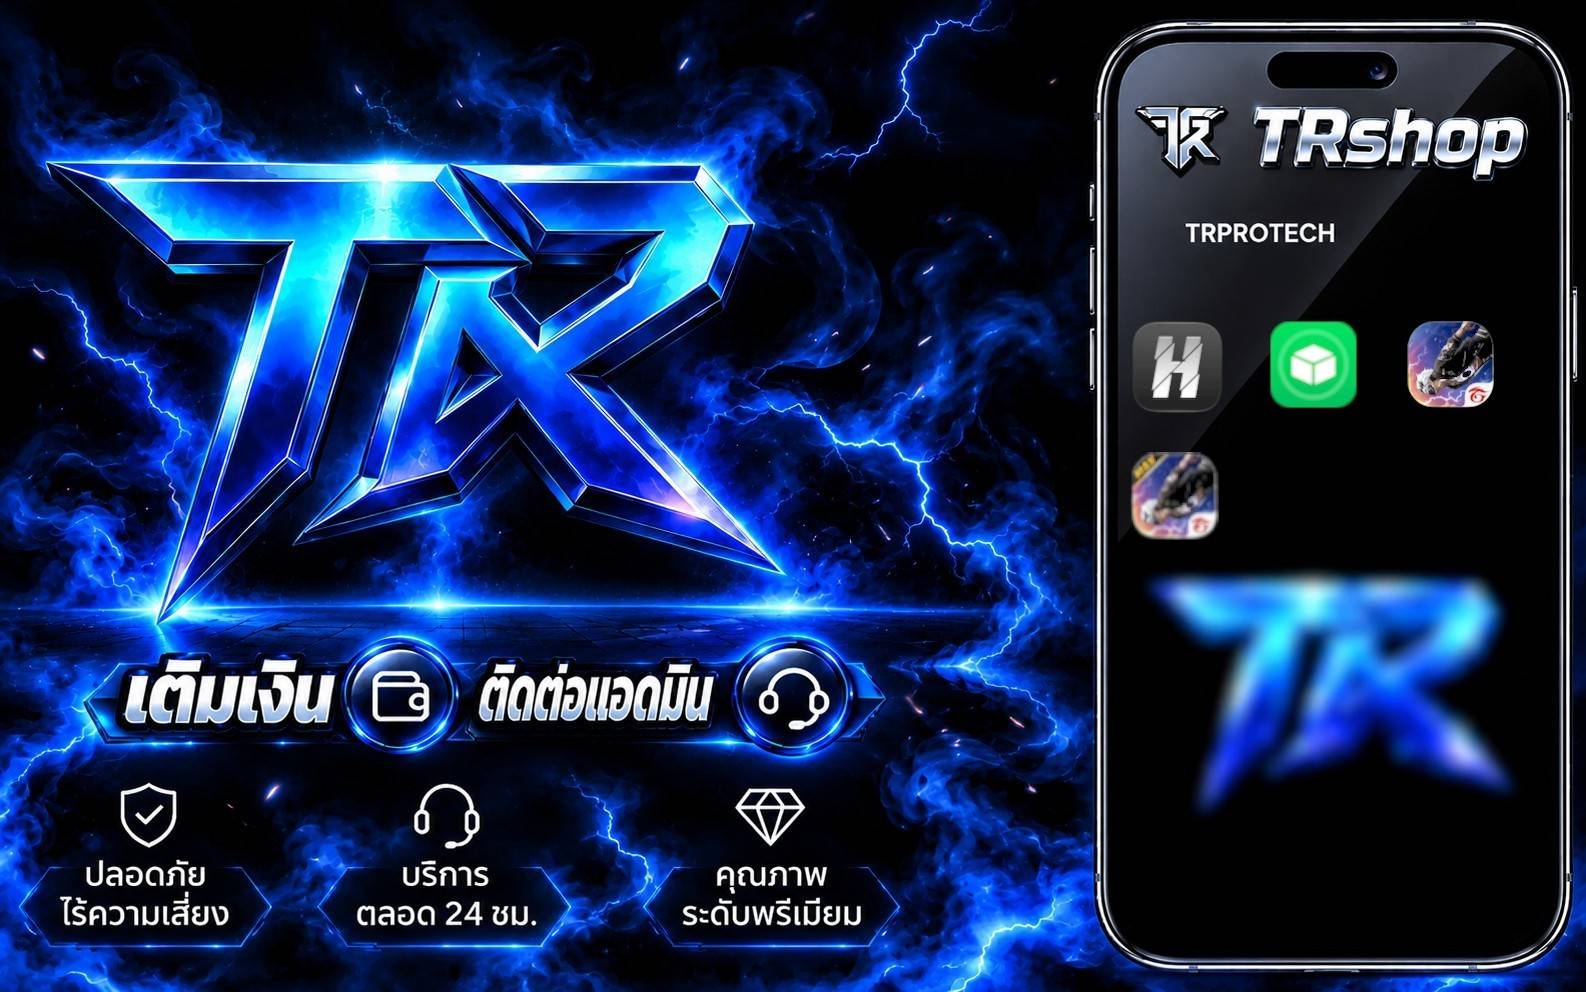 TR
เติมเงิน
ติดต่อแอดมิน
ปลอดภัย
ไร้ความเสี่ยง
บริการ
ตลอด 24 ชม.
คุณภาพ
ระดับพรีเมียม
TR
TRshop
TRPROTECH
H
MAX
TR